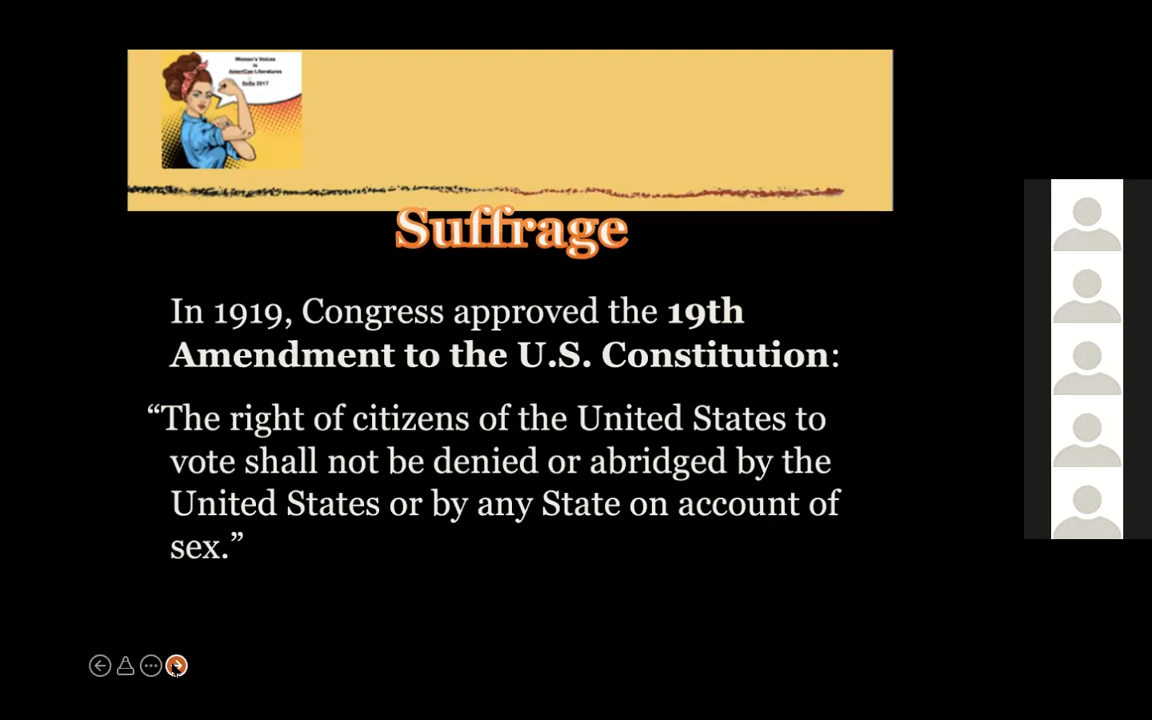 Women's Voices
in
American Literatures
Sofia 2017
Suffrage
In 1919, Congress approved the 19th
Amendment to the U.S. Constitution:
“The right of citizens of the United States to
vote shall not be denied or abridged by the
United States or by any State on account of
sex.”